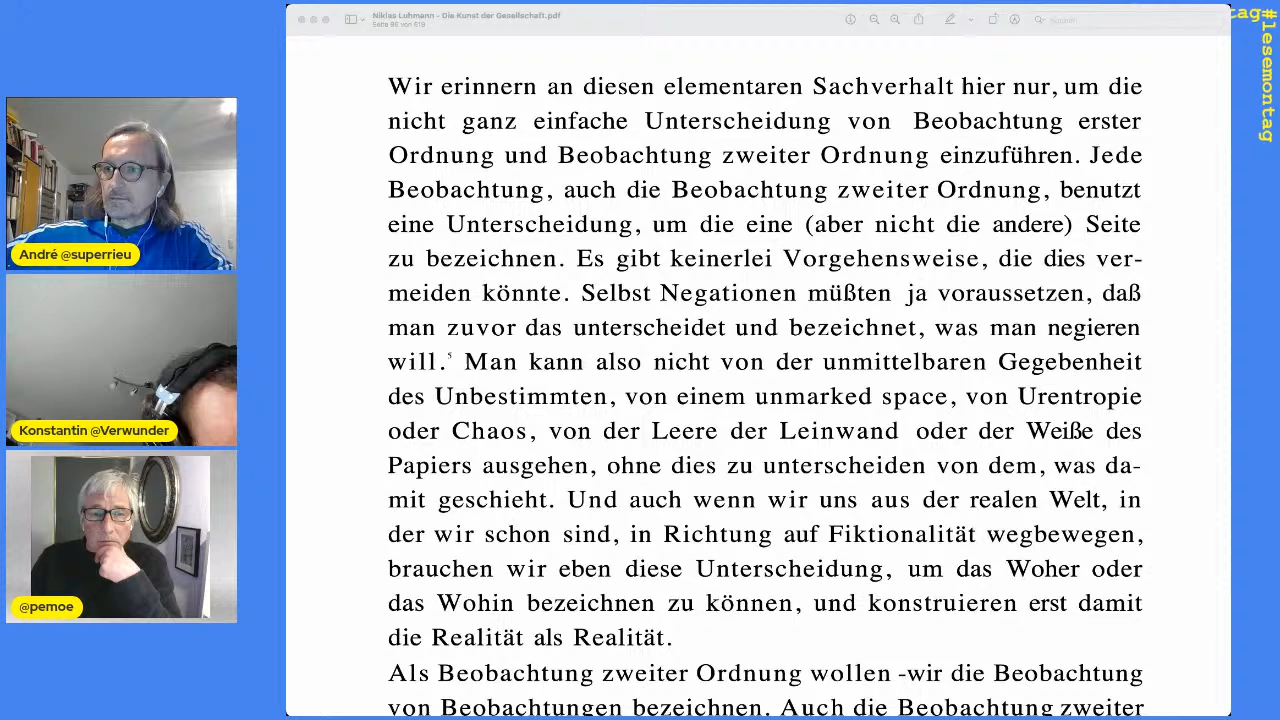 Niklas Luhmann - Die Kunst der Gesellschaft.pdf
Seite 86 von 619
Suchen
tag#lesemontag
Wir erinnern an diesen elementaren Sachverhalt hier nur, um die
nicht ganz einfache Unterscheidung von Beobachtung erster
Ordnung und Beobachtung zweiter Ordnung einzuführen. Jede
Beobachtung, auch die Beobachtung zweiter Ordnung, benutzt
eine Unterscheidung, um die eine (aber nicht die andere) Seite
zu bezeichnen. Es gibt keinerlei Vorgehensweise, die dies ver-
meiden könnte. Selbst Negationen müßten ja voraussetzen, daß
man zuvor das unterscheidet und bezeichnet, was man negieren
will.⁵ Man kann also nicht von der unmittelbaren Gegebenheit
des Unbestimmten, von einem unmarked space, von Urentropie
oder Chaos, von der Leere der Leinwand oder der Weiße des
Papiers ausgehen, ohne dies zu unterscheiden von dem, was da-
mit geschieht. Und auch wenn wir uns aus der realen Welt, in
der wir schon sind, in Richtung auf Fiktionalität wegbewegen,
brauchen wir eben diese Unterscheidung, um das Woher oder
das Wohin bezeichnen zu können, und konstruieren erst damit
die Realität als Realität.
Als Beobachtung zweiter Ordnung wollen -wir die Beobachtung
von Beobachtungen bezeichnen. Auch die Beobachtung zweiter
André @superrieu
Konstantin @Verwunder
@pemoe